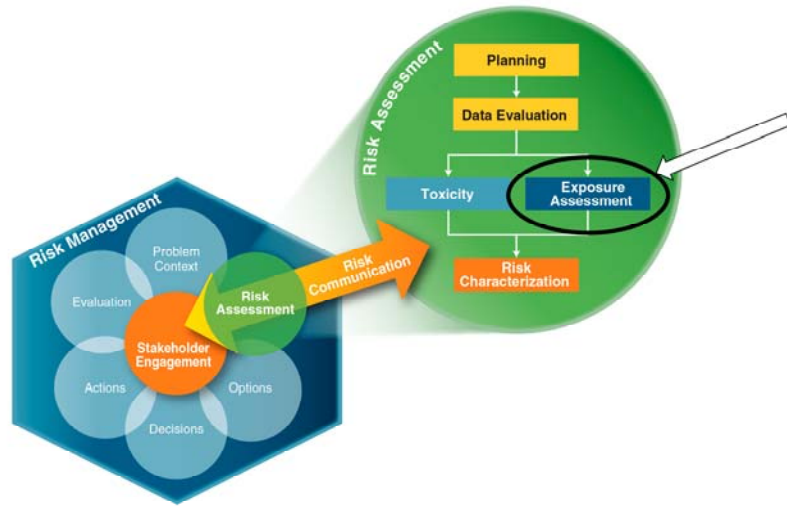 Risk Assessment
Planning
Data Evaluation
Toxicity
Exposure
Assessment
Risk
Characterization
Risk Management
Problem
Context
Evaluation
Risk
Assessment
Risk
Communication
Stakeholder
Engagement
Actions
Options
Decisions